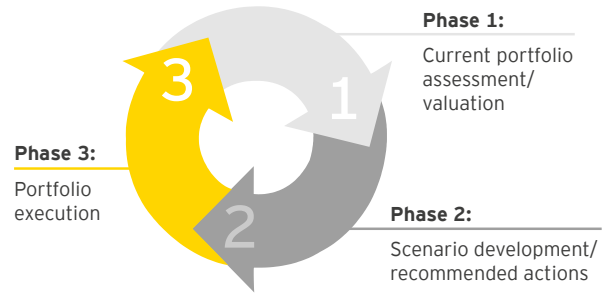 Phase 1:
Current portfolio
assessment/
valuation
3
1
Phase 3:
Portfolio
execution
2
Phase 2:
Scenario development/
recommended actions